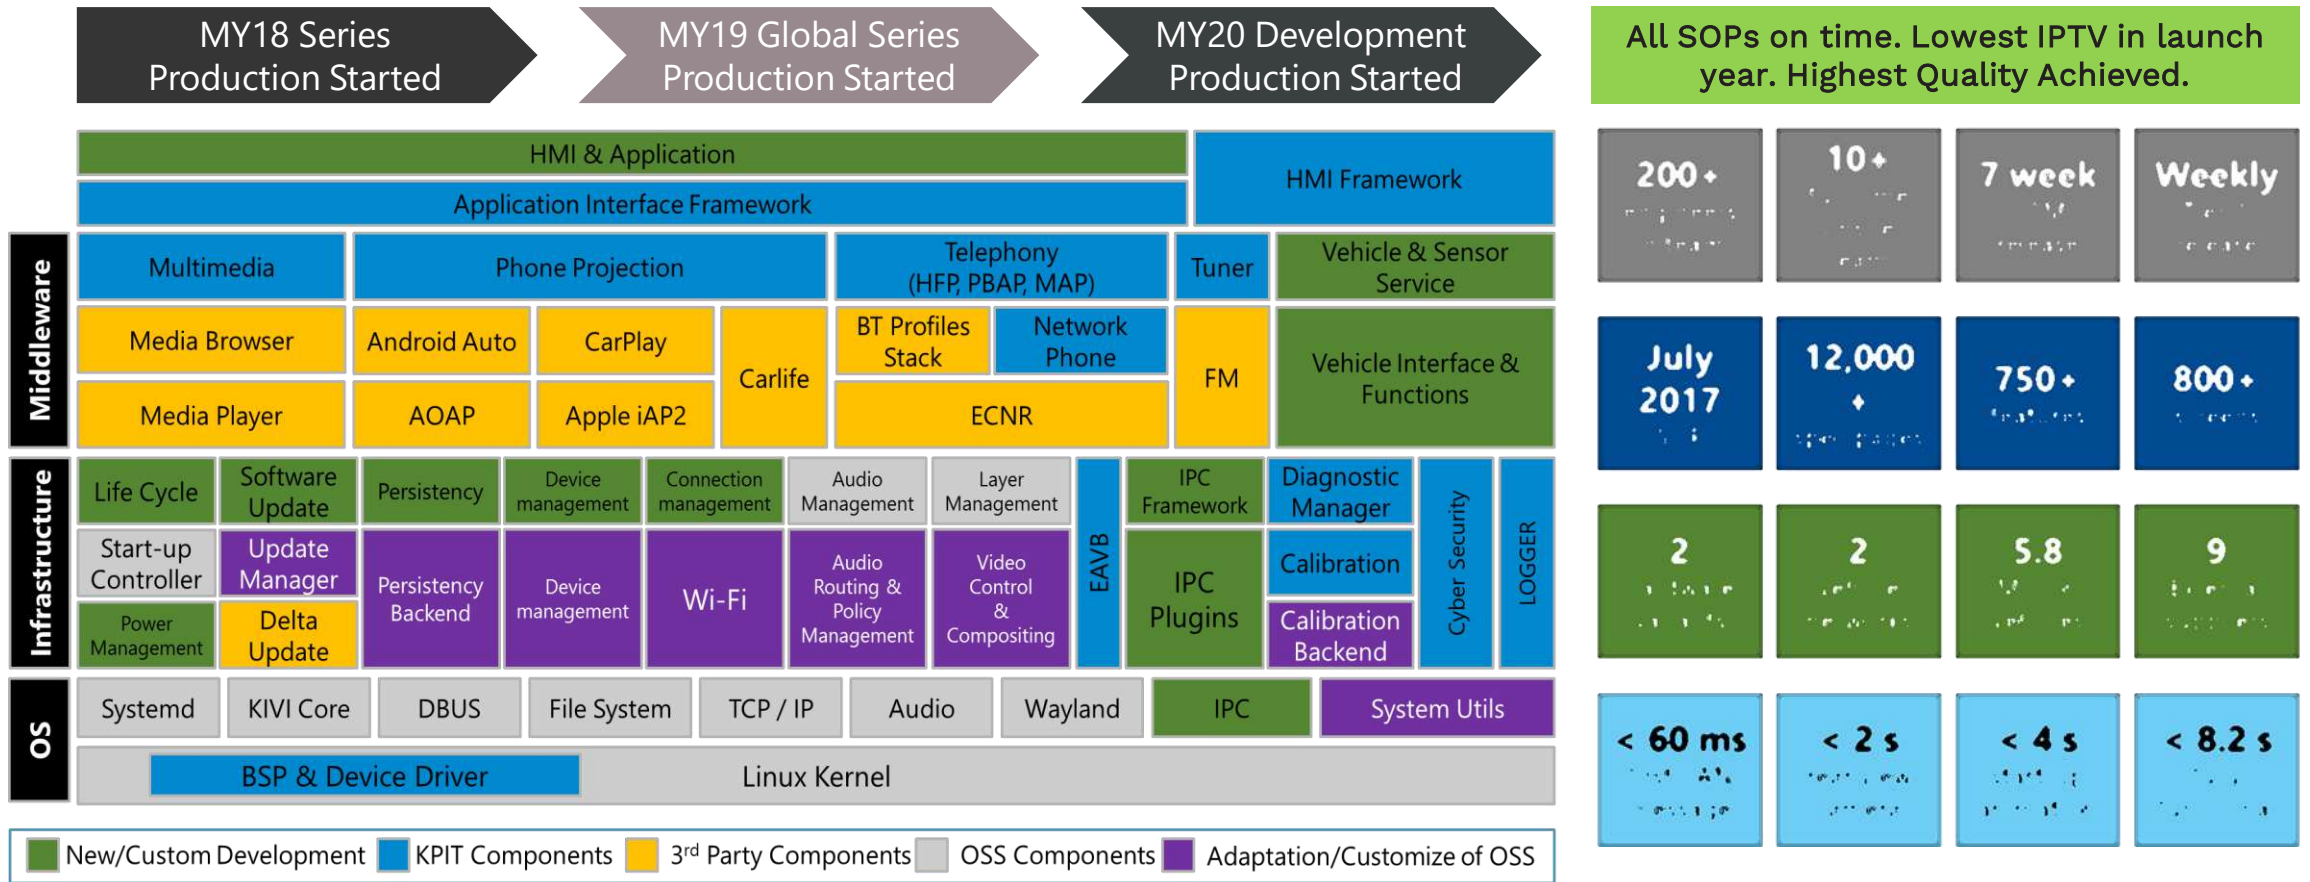 MY18 Series
Production Started
MY19 Global Series
Production Started
MY20 Development
Production Started
All SOPs on time. Lowest IPTV in launch
year. Highest Quality Achieved.
HMI & Application
HMI Framework
Application Interface Framework
Middleware
Multimedia
Phone Projection
Telephony
(HFP, PBAP, MAP)
Tuner
Vehicle & Sensor
Service
Media Browser
Android Auto
CarPlay
Carlife
BT Profiles
Stack
Network
Phone
FM
Vehicle Interface &
Functions
Media Player
AOAP
Apple iAP2
ECNR
Infrastructure
Life Cycle
Software
Update
Persistency
Device
management
Connection
management
Audio
Management
Layer
Management
EAVB
IPC
Framework
Diagnostic
Manager
Cyber Security
LOGGER
Start-up
Controller
Update
Manager
Persistency
Backend
Device
management
Wi-Fi
Audio
Routing &
Policy
Management
Video
Control
&
Compositing
IPC
Plugins
Calibration
Power
Management
Delta
Update
Calibration
Backend
OS
Systemd
KIVI Core
DBUS
File System
TCP / IP
Audio
Wayland
IPC
System Utils
BSP & Device Driver
Linux Kernel
New/Custom Development
KPIT Components
3rd Party Components
OSS Components
Adaptation/Customize of OSS
200+
10+
7 week
Weekly
July
2017
12,000
+
750+
800+
2
2
5.8
9
< 60 ms
< 2 s
< 4 s
< 8.2 s